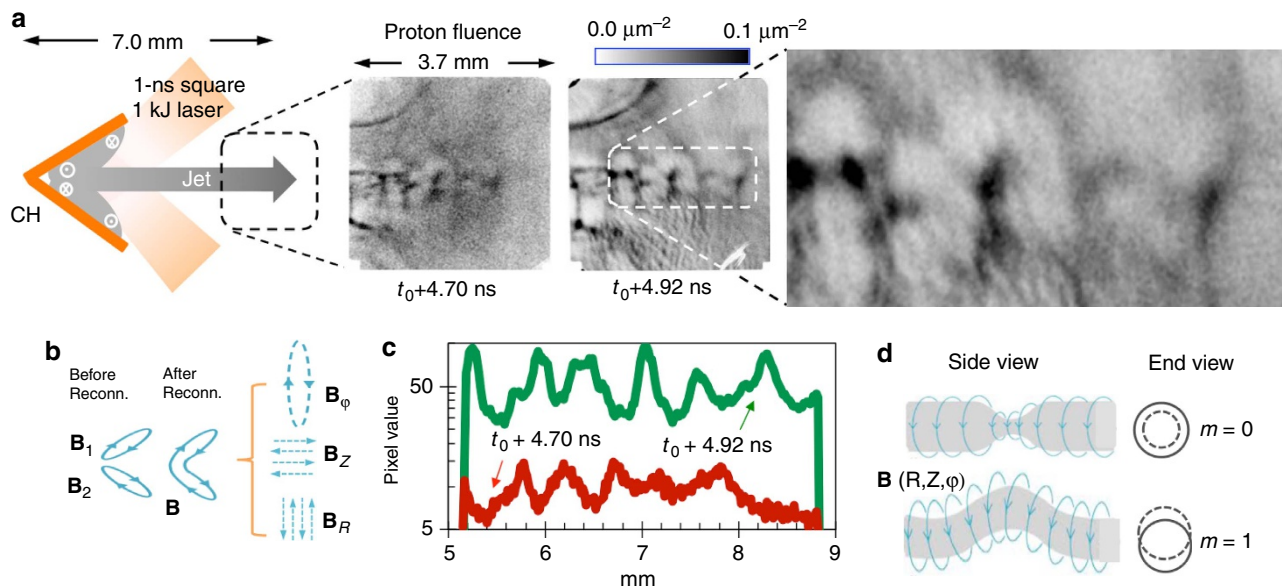 a
7.0 mm
1-ns square
1 kJ laser
Jet
CH
Proton fluence
3.7 mm
0.0 μm⁻²
0.1 μm⁻²
t₀+4.70 ns
t₀+4.92 ns
b
Before
Reconn.
After
Reconn.
B₁
B₂
B
Bφ
B_Z
B_R
c
Pixel value
50
5
t₀ + 4.70 ns
t₀ + 4.92 ns
5 6 7 8 9
mm
d
Side view
End view
m = 0
B (R,Z,φ)
m = 1